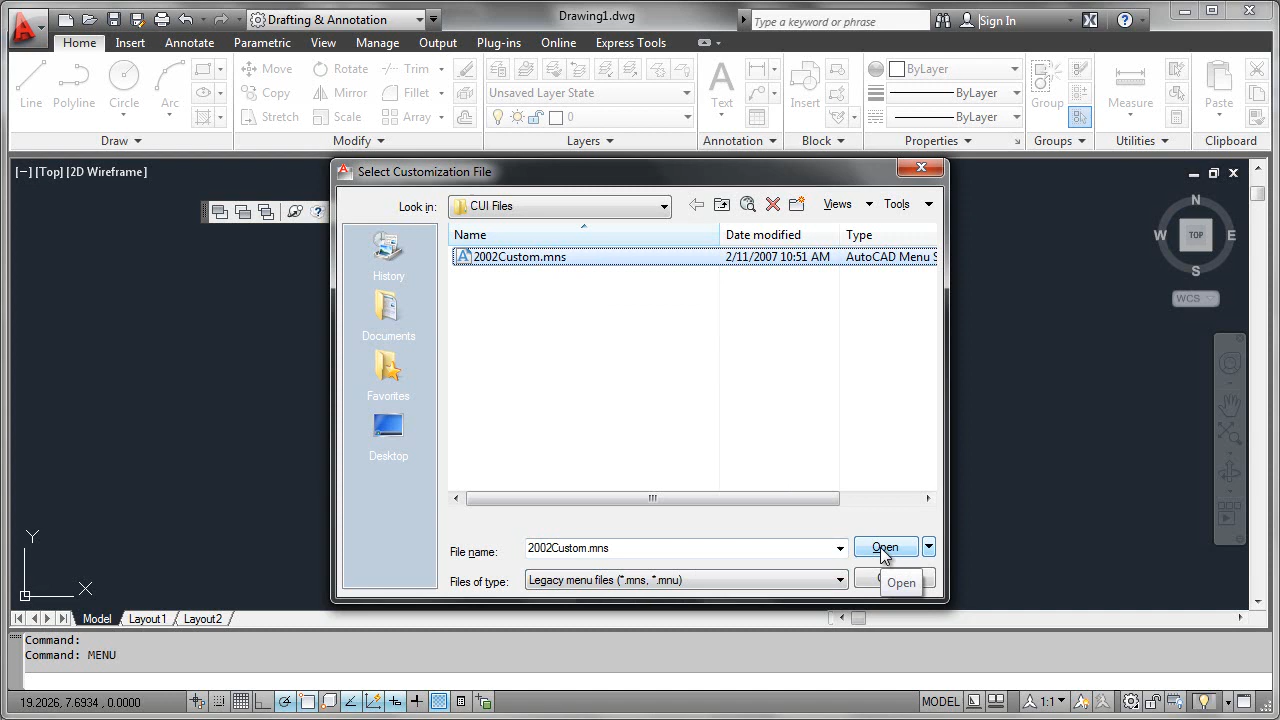 Drafting & Annotation
Drawing1.dwg
Type a keyword or phrase
Sign In
Home Insert Annotate Parametric View Manage Output Plug-ins Online Express Tools
Line
Polyline
Circle
Arc
Move Rotate Trim
Copy Mirror Fillet
Stretch Scale Array
Unsaved Layer State
0
Text
Insert
ByLayer
ByLayer
ByLayer
Group
Measure
Paste
Draw Modify Layers Annotation Block Properties Groups Utilities Clipboard
[−] [Top] [2D Wireframe]
Select Customization File
Look in: CUI Files Views Tools
Name Date modified Type
2002Custom.mns 2/11/2007 10:51 AM AutoCAD Menu S
History
Documents
Favorites
Desktop
N
W TOP E
S
WCS
File name: 2002Custom.mns Open
Files of type: Legacy menu files (*.mns, *.mnu)
Open
Y
X
Model Layout1 Layout2
Command:
Command: MENU
19.2026, 7.6934, 0.0000 MODEL 1:1